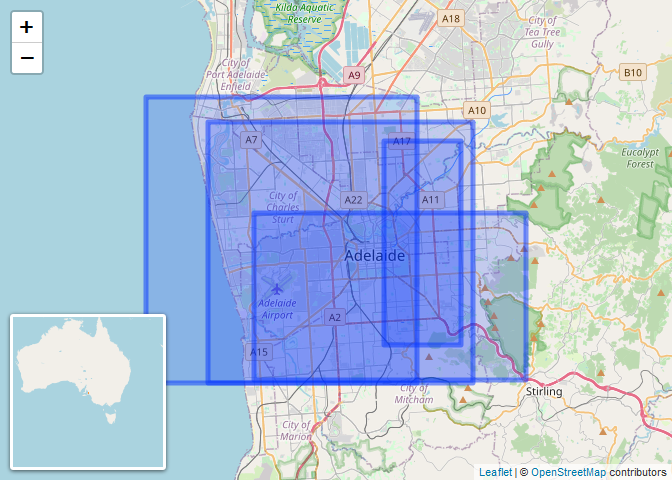 +
−
Kilda Aquatic
Reserve
A18
City of
Tea Tree
Gully
City of
Port Adelaide
Enfield
A9
B10
A10
A7
A17
Eucalypt
Forest
City of
Charles
Sturt
A22
A11
Adelaide
Adelaide
Airport
A2
A15
City of
Mitcham
Stirling
City of
Marion
Leaflet | © OpenStreetMap contributors